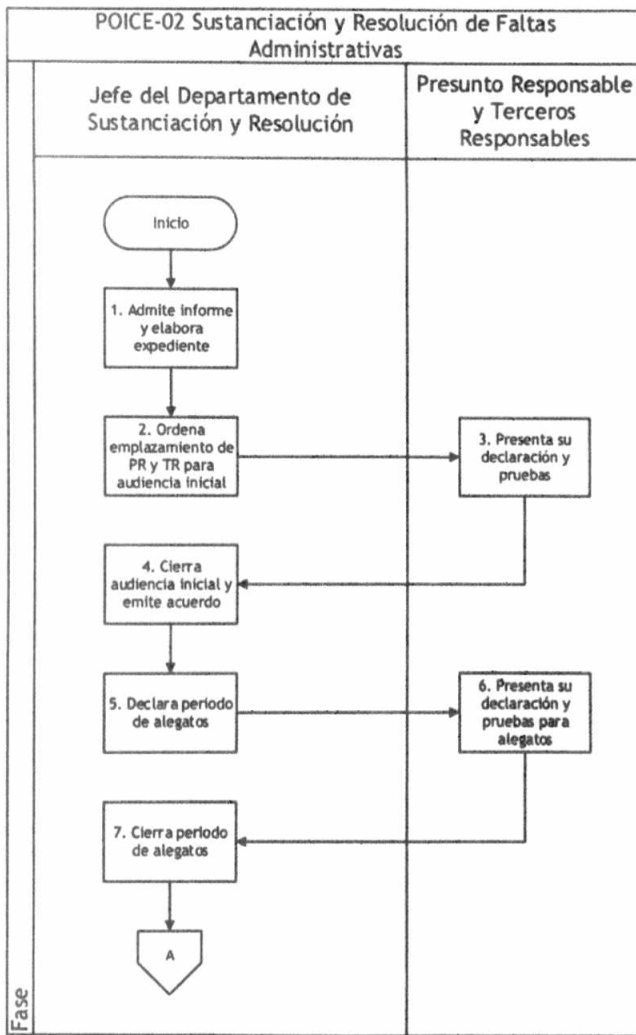 POICE-02 Sustanciación y Resolución de Faltas
Administrativas
Jefe del Departamento de
Sustanciación y Resolución
Presunto Responsable
y Terceros
Responsables
Inicio
1. Admite informe
y elabora
expediente
2. Ordena
emplazamiento de
PR y TR para
audiencia inicial
3. Presenta su
declaración y
pruebas
4. Cierra
audiencia inicial y
emite acuerdo
5. Declara periodo
de alegatos
6. Presenta su
declaración y
pruebas para
alegatos
7. Cierra periodo
de alegatos
A
Fase